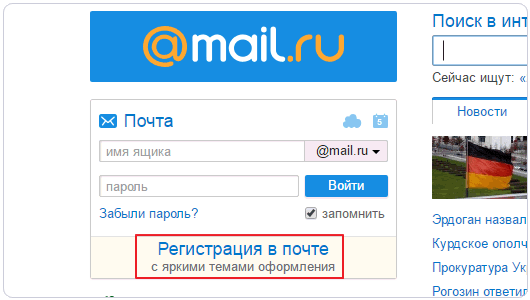 @mail.ru
Почта
5
имя ящика
@mail.ru
пароль
Войти
Забыли пароль?
запомнить
Регистрация в почте
с яркими темами оформления
Поиск в инт
Сейчас ищут: «
Новости
Эрдоган назвал
Курдское ополч
Прокуратура Ук
Рогозин ответил